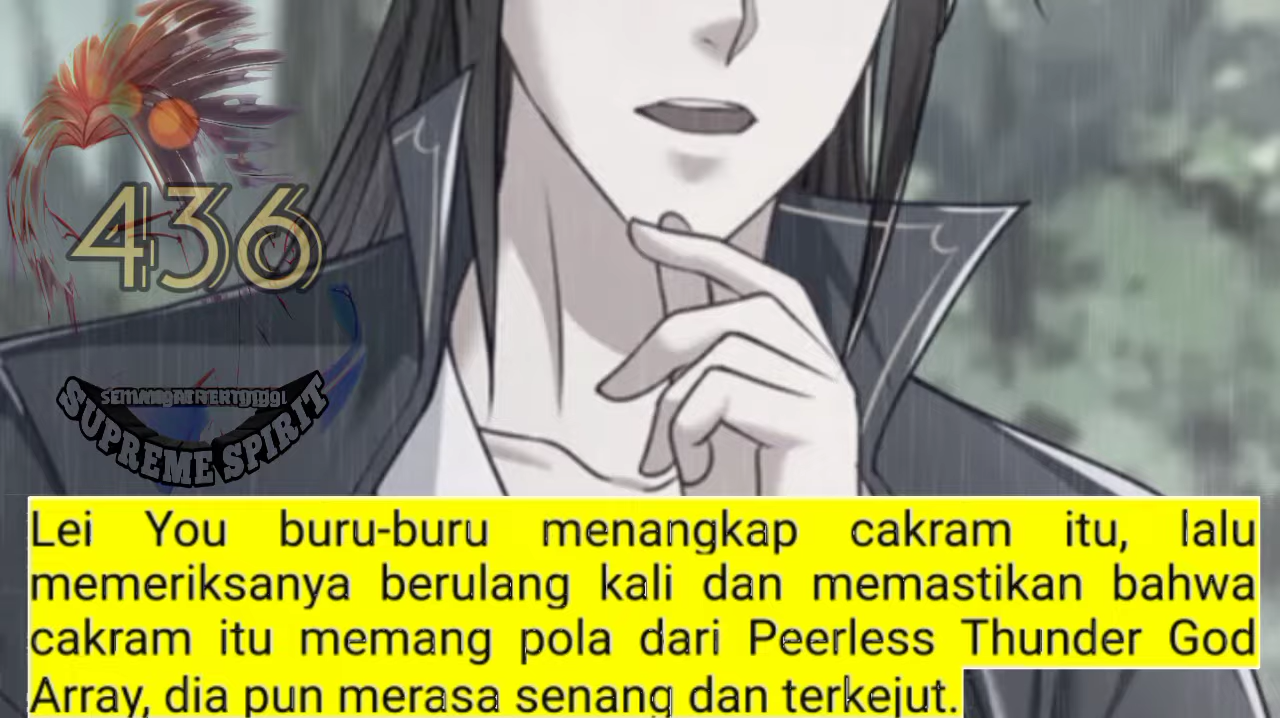 436
SUPREME SPIRIT
Lei You buru-buru menangkap cakram itu, lalu
memeriksanya berulang kali dan memastikan bahwa
cakram itu memang pola dari Peerless Thunder God
Array, dia pun merasa senang dan terkejut.